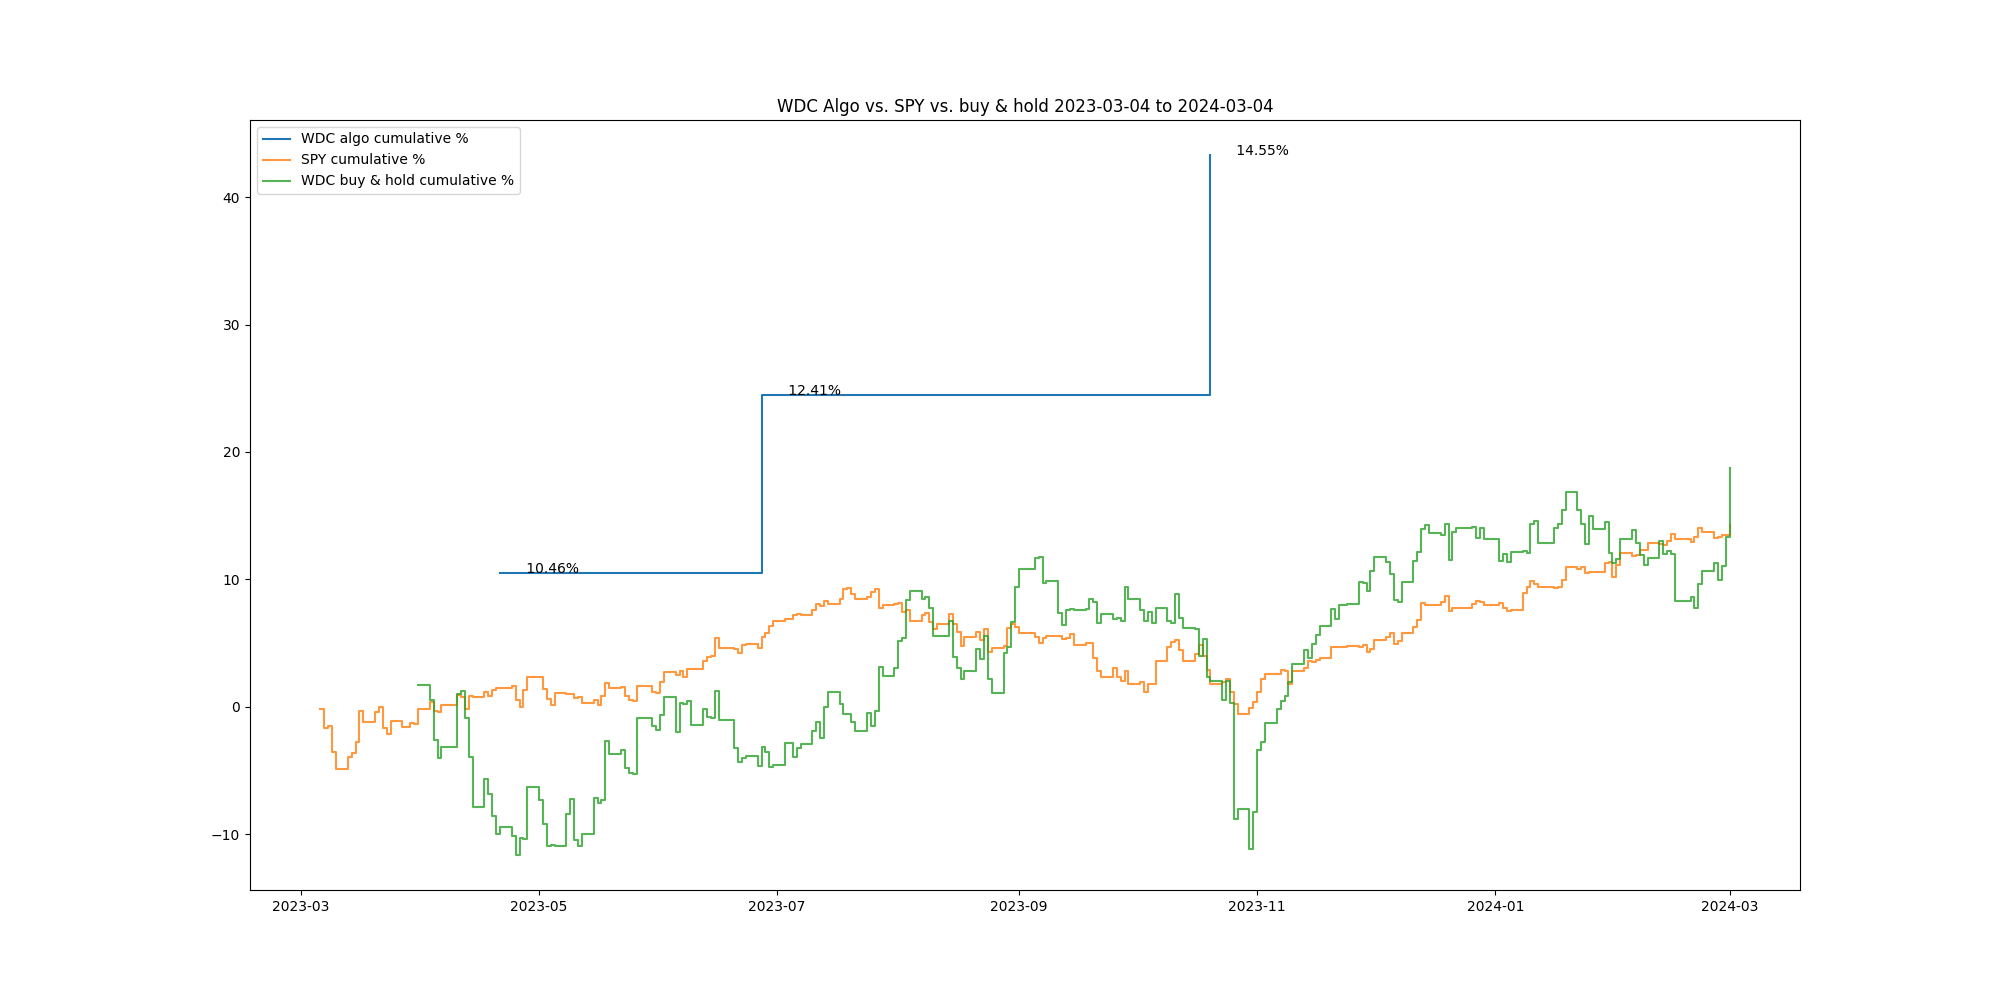 WDC Algo vs. SPY vs. buy & hold 2023-03-04 to 2024-03-04
WDC algo cumulative %
SPY cumulative %
WDC buy & hold cumulative %
14.55%
12.41%
10.46%
40
30
20
10
0
−10
2023-03 2023-05 2023-07 2023-09 2023-11 2024-01 2024-03